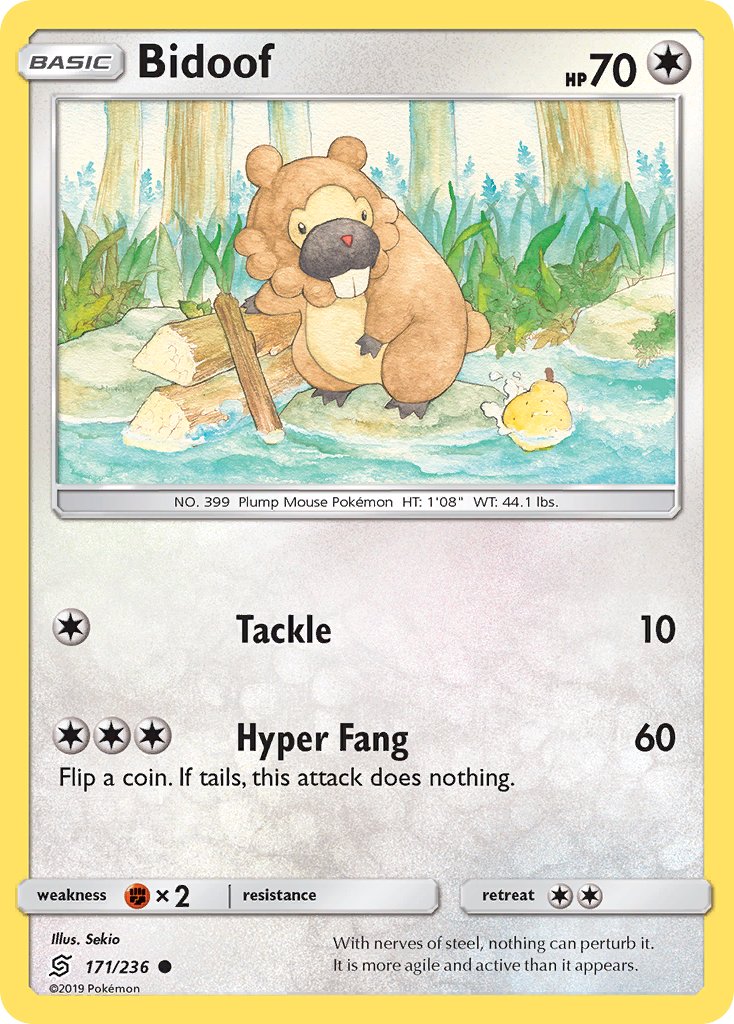 BASIC Bidoof HP 70
NO. 399 Plump Mouse Pokémon HT: 1'08" WT: 44.1 lbs.
Tackle 10
Hyper Fang 60
Flip a coin. If tails, this attack does nothing.
weakness × 2 resistance retreat
Illus. Sekio
171/236
©2019 Pokémon
With nerves of steel, nothing can perturb it.
It is more agile and active than it appears.